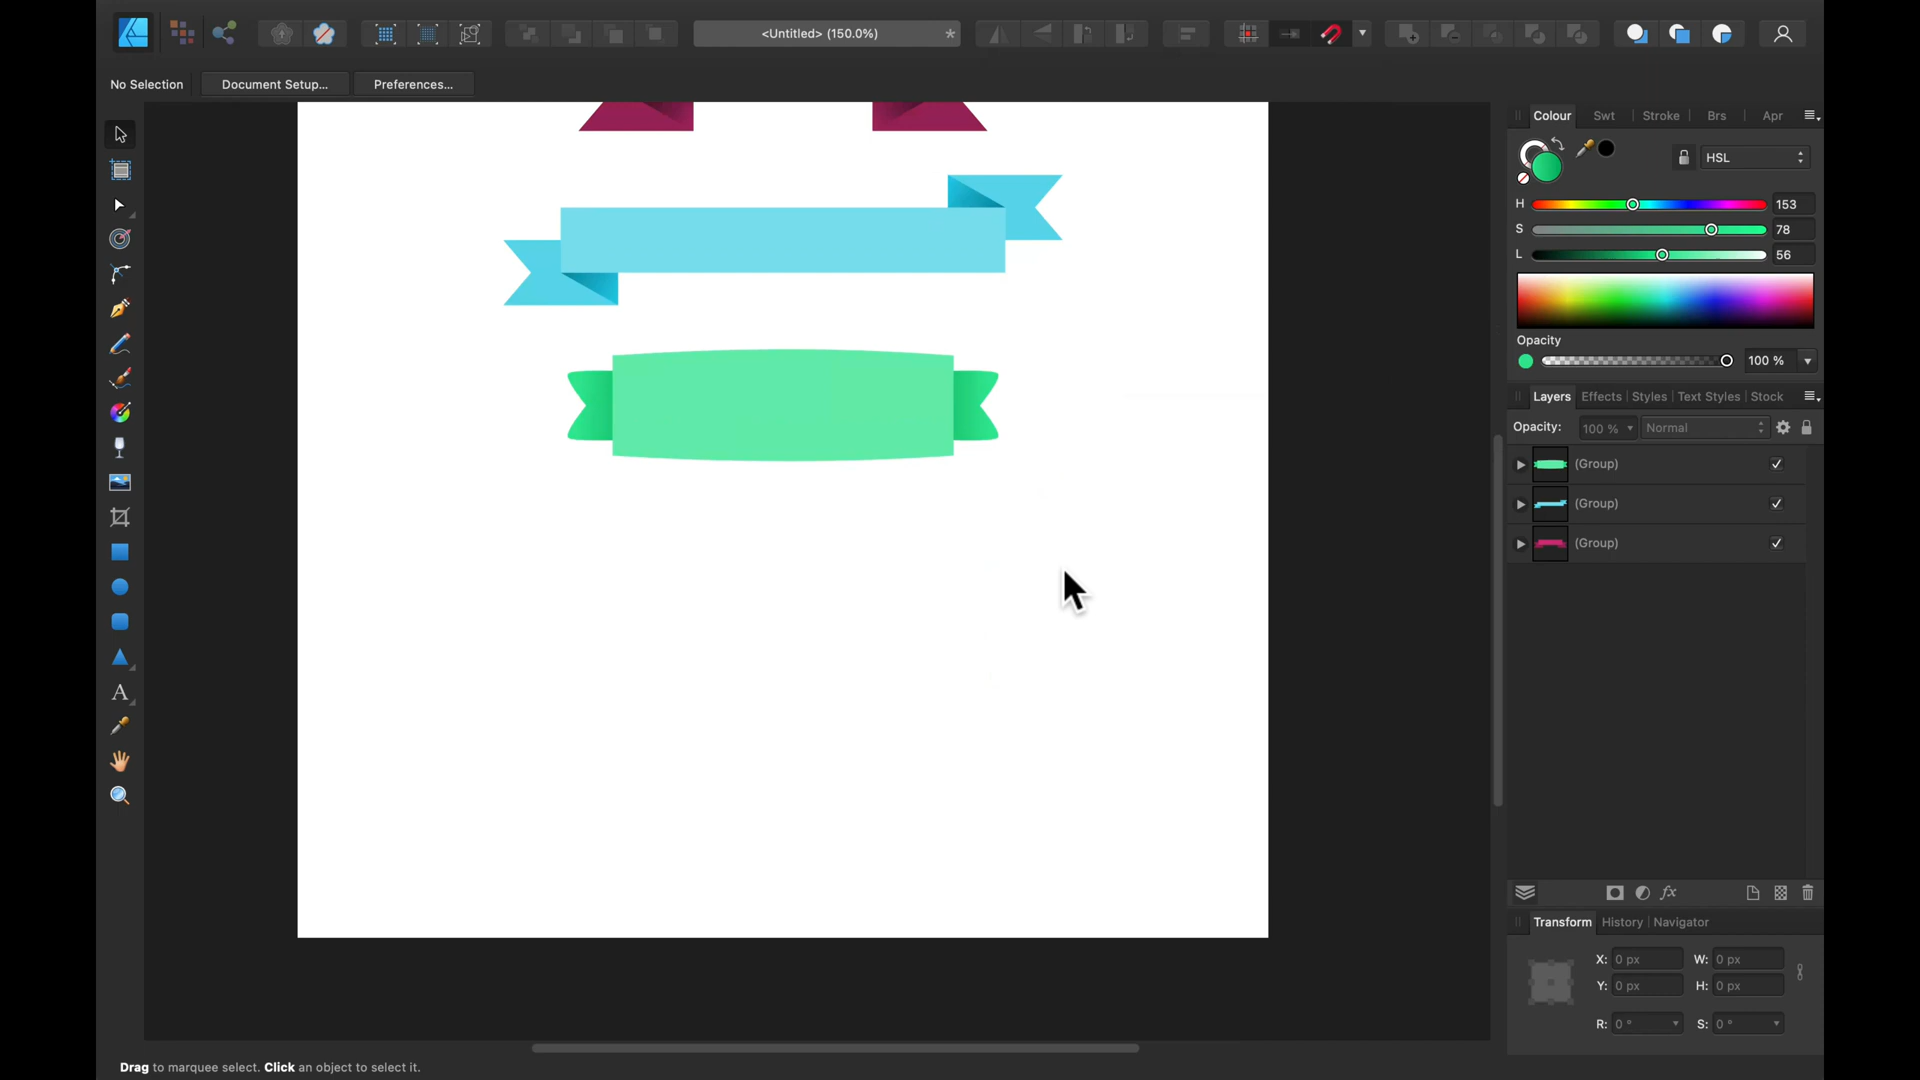 <Untitled> (150.0%)
*
No Selection
Document Setup...
Preferences...
Colour Swt Stroke Brs Apr
HSL
H 153
S 78
L 56
Opacity
100 %
Layers Effects Styles Text Styles Stock
Opacity: 100 % Normal
(Group)
(Group)
(Group)
fx
Transform History Navigator
X: 0 px W: 0 px
Y: 0 px H: 0 px
R: 0 ° S: 0 °
A
Drag to marquee select. Click an object to select it.